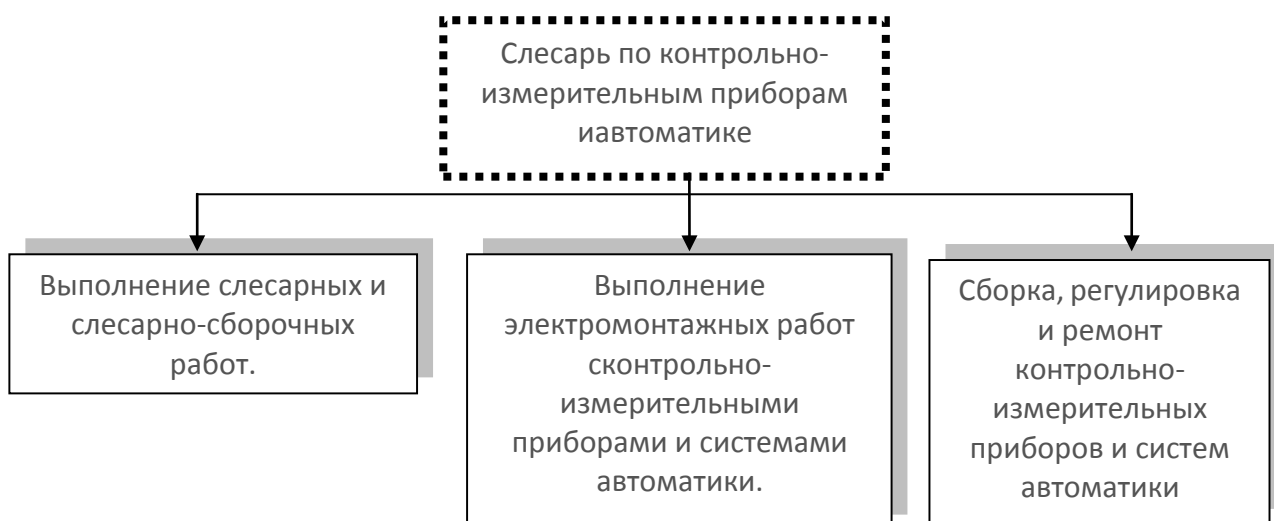 Слесарь по контрольно-
измерительным приборам
иавтоматике
Выполнение слесарных и
слесарно-сборочных
работ.
Выполнение
электромонтажных работ
сконтрольно-
измерительными
приборами и системами
автоматики.
Сборка, регулировка
и ремонт
контрольно-
измерительных
приборов и систем
автоматики